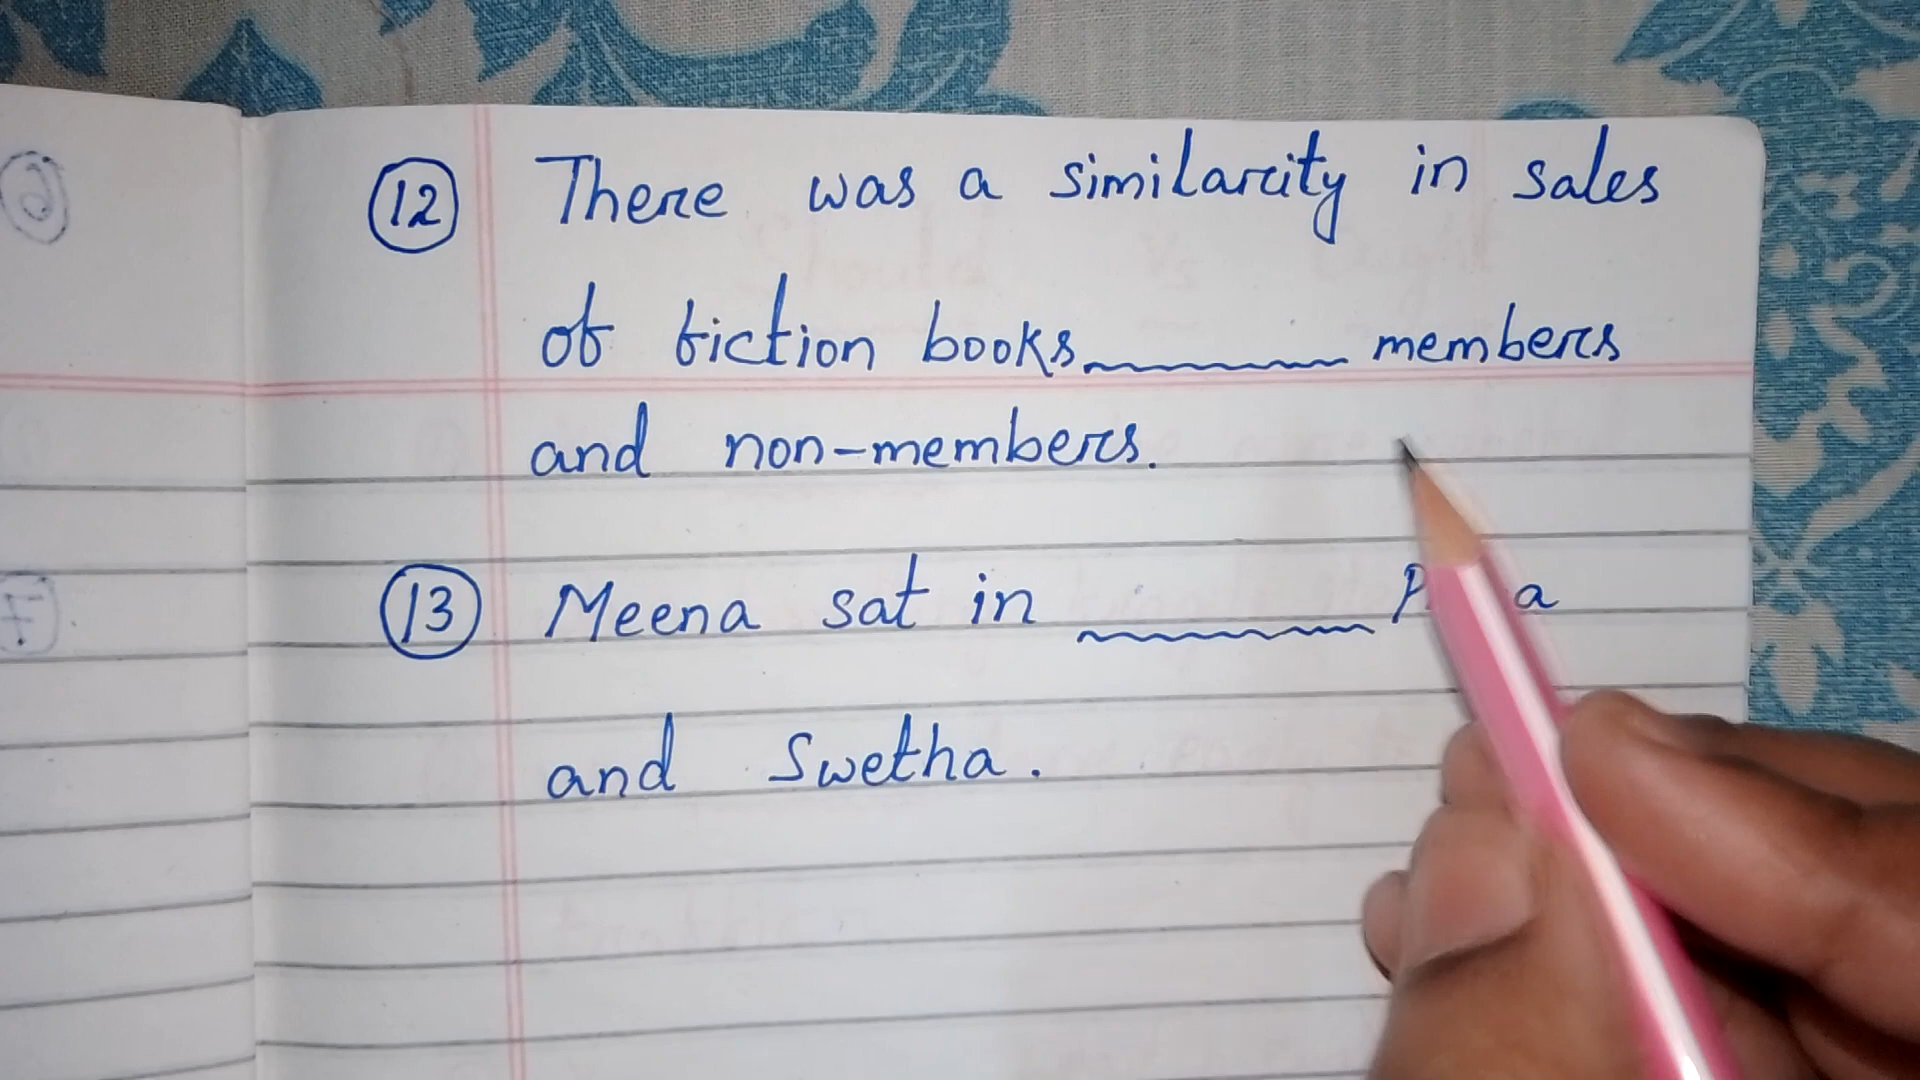 12 There was a similarity in sales
of fiction books ______ members
and non-members.
13 Meena sat in ______
and Swetha.